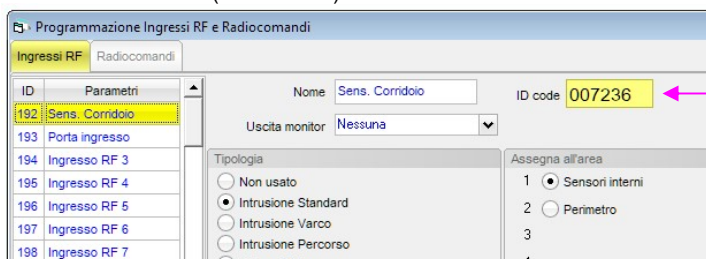 Programmazione Ingressi RF e Radiocomandi
Ingressi RF Radiocomandi
ID Parametri
192 Sens. Corridoio
193 Porta ingresso
194 Ingresso RF 3
195 Ingresso RF 4
196 Ingresso RF 5
197 Ingresso RF 6
198 Ingresso RF 7
Nome Sens. Corridoio
ID code 007236
Uscita monitor Nessuna
Tipologia
Non usato
Intrusione Standard
Intrusione Varco
Intrusione Percorso
Assegna all'area
1 Sensori interni
2 Perimetro
3